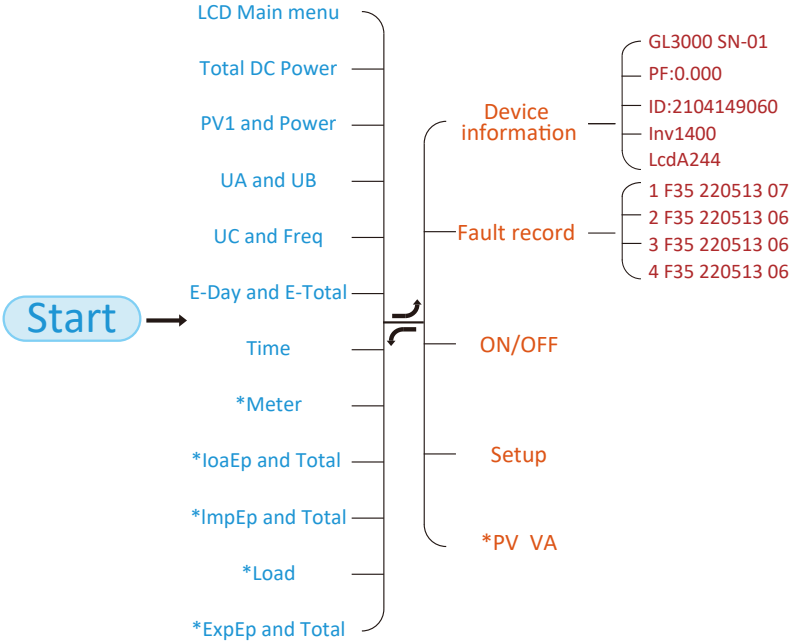 Start
LCD Main menu
Total DC Power
PV1 and Power
UA and UB
UC and Freq
E-Day and E-Total
Time
*Meter
*IoaEp and Total
*ImpEp and Total
*Load
*ExpEp and Total
Device
information
Fault record
ON/OFF
Setup
*PV VA
GL3000 SN-01
PF:0.000
ID:2104149060
Inv1400
LcdA244
1 F35 220513 07
2 F35 220513 06
3 F35 220513 06
4 F35 220513 06